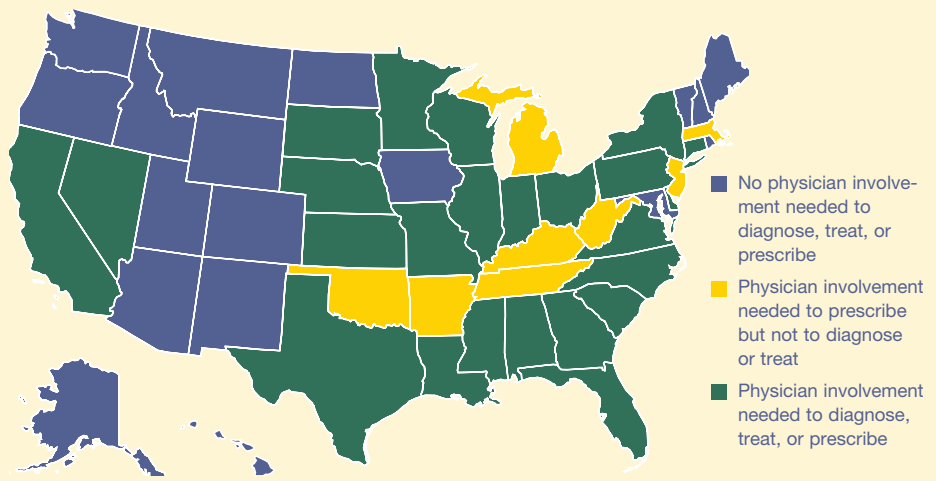 No physician involve-
ment needed to
diagnose, treat, or
prescribe
Physician involvement
needed to prescribe
but not to diagnose
or treat
Physician involvement
needed to diagnose,
treat, or prescribe